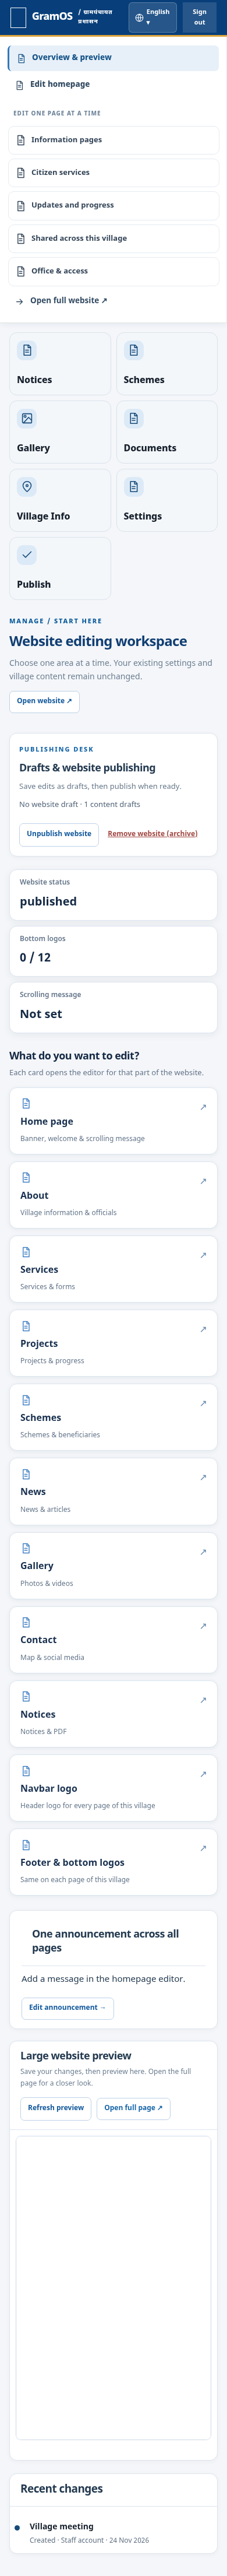 GramOS
/ ग्रामपंचायत
प्रशासन
English
▾
Sign
out
Overview & preview
Edit homepage
EDIT ONE PAGE AT A TIME
Information pages
Citizen services
Updates and progress
Shared across this village
Office & access
Open full website ↗
Notices
Schemes
Gallery
Documents
Village Info
Settings
Publish
MANAGE / START HERE
Website editing workspace
Choose one area at a time. Your existing settings and
village content remain unchanged.
Open website ↗
PUBLISHING DESK
Drafts & website publishing
Save edits as drafts, then publish when ready.
No website draft · 1 content drafts
Unpublish website
Remove website (archive)
Website status
published
Bottom logos
0 / 12
Scrolling message
Not set
What do you want to edit?
Each card opens the editor for that part of the website.
Home page
Banner, welcome & scrolling message
About
Village information & officials
Services
Services & forms
Projects
Projects & progress
Schemes
Schemes & beneficiaries
News
News & articles
Gallery
Photos & videos
Contact
Map & social media
Notices
Notices & PDF
Navbar logo
Header logo for every page of this village
Footer & bottom logos
Same on each page of this village
One announcement across all
pages
Add a message in the homepage editor.
Edit announcement →
Large website preview
Save your changes, then preview here. Open the full
page for a closer look.
Refresh preview
Open full page ↗
Recent changes
Village meeting
Created · Staff account · 24 Nov 2026